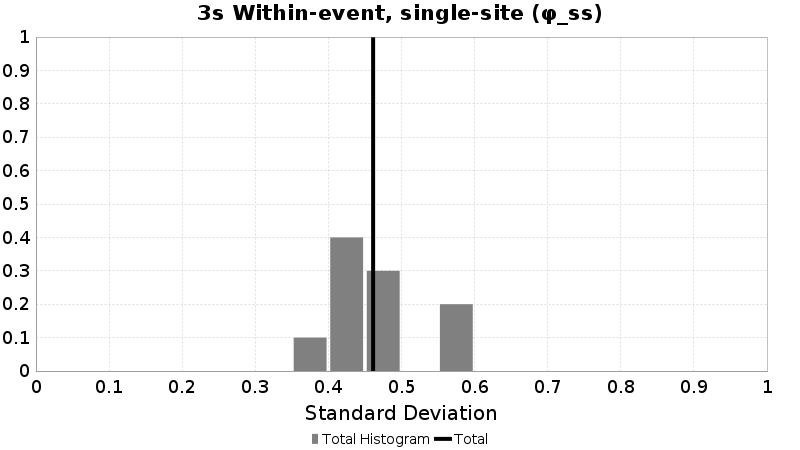 3s Within-event, single-site (φ_ss)
1
0.9
0.8
0.7
0.6
0.5
0.4
0.3
0.2
0.1
0
0 0.1 0.2 0.3 0.4 0.5 0.6 0.7 0.8 0.9 1
Standard Deviation
Total Histogram Total